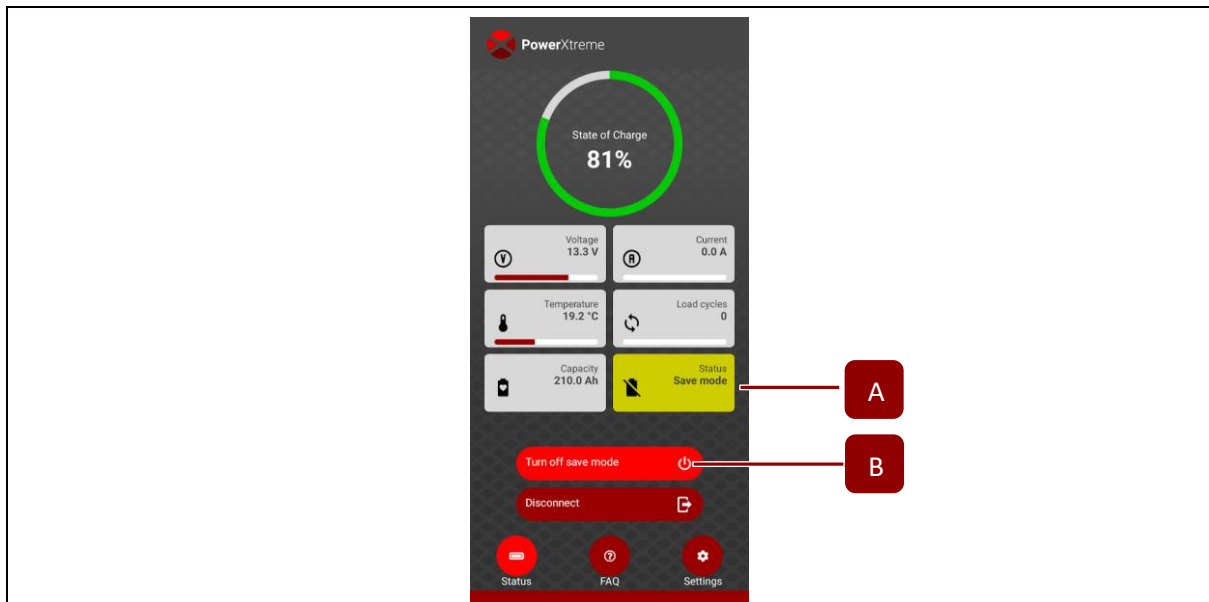 PowerXtreme
State of Charge
81%
Voltage
13.3 V
Current
0.0 A
Temperature
19.2 °C
Load cycles
0
Capacity
210.0 Ah
Status
Save mode
A
Turn off save mode
B
Disconnect
Status
FAQ
Settings